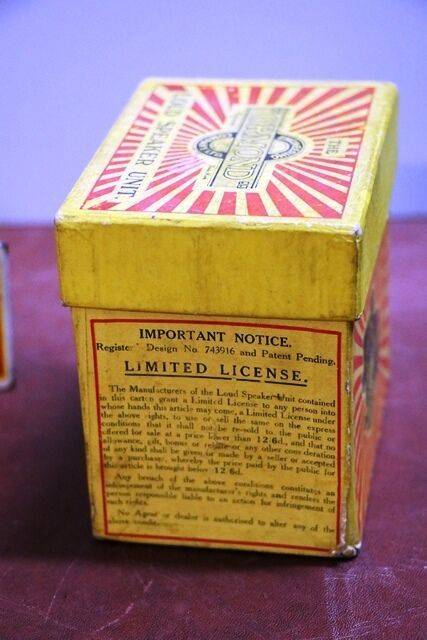 THE
LOUD SPEAKER UNIT.
IMPORTANT NOTICE.
Registe Design No. 743916 and Patent Pending.
LIMITED LICENSE.
The Manufacturers of the Loud Speaker Unit contained
in this carton grant a Limited License to any person into
whose hands this article may come, a Limited License under
the above rights, to use or sell the same on the express
conditions that it shall not be re-sold to the public or
offered for sale at a price lower than 12/6d., and that no
allowance, gift, bonus or rebate or any other consideration
of any kind shall be given or made by a seller or accepted
by a purchaser, whereby the price paid by the public for
this article is brought below 12/6d.
Any breach of the above conditions constitutes an
infringement of the manufacturer's rights and renders the
person responsible liable to an action for infringement of
such rights.
No Agent or dealer is authorised to alter any of the
above conditions.